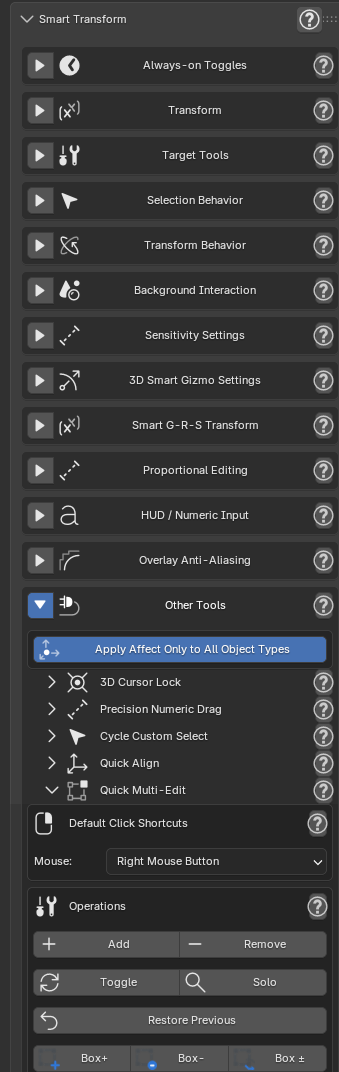 Smart Transform
Always-on Toggles
Transform
Target Tools
Selection Behavior
Transform Behavior
Background Interaction
Sensitivity Settings
3D Smart Gizmo Settings
Smart G-R-S Transform
Proportional Editing
HUD / Numeric Input
Overlay Anti-Aliasing
Other Tools
Apply Affect Only to All Object Types
3D Cursor Lock
Precision Numeric Drag
Cycle Custom Select
Quick Align
Quick Multi-Edit
Default Click Shortcuts
Mouse: Right Mouse Button
Operations
Add Remove
Toggle Solo
Restore Previous
Box+ Box- Box ±